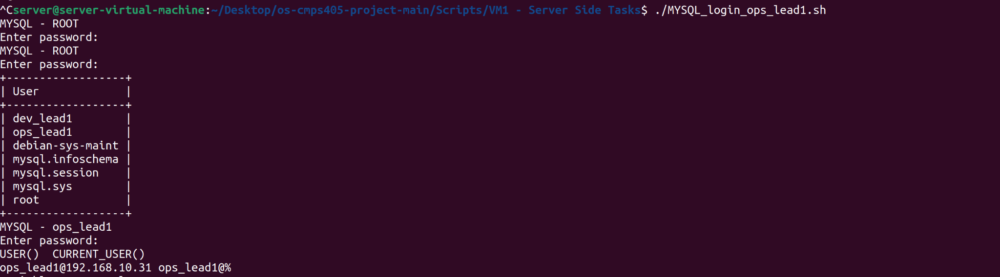 ^Cserver@server-virtual-machine:~/Desktop/os-cmps405-project-main/Scripts/VM1 - Server Side Tasks$ ./MYSQL_login_ops_lead1.sh
MYSQL - ROOT
Enter password:
MYSQL - ROOT
Enter password:
+------------------+
| User             |
+------------------+
| dev_lead1        |
| ops_lead1        |
| debian-sys-maint |
| mysql.infoschema |
| mysql.session    |
| mysql.sys        |
| root             |
+------------------+
MYSQL - ops_lead1
Enter password:
USER()  CURRENT_USER()
ops_lead1@192.168.10.31 ops_lead1@%